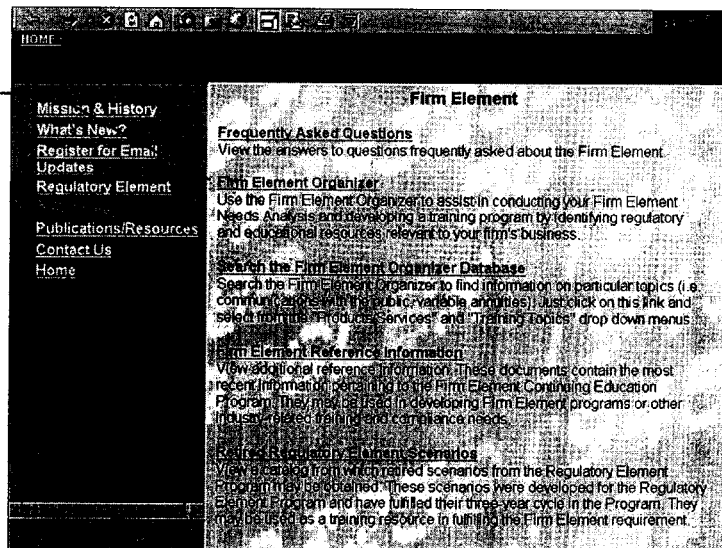 HOME
Mission & History
What's New?
Register for Email
Updates
Regulatory Element
Publications/Resources
Contact Us
Home
Firm Element
Frequently Asked Questions
View the answers to questions frequently asked about the Firm Element.
Firm Element Organizer
Use the Firm Element Organizer to assist in conducting your Firm Element
Needs Analysis and developing a training program by identifying regulatory
and educational resources relevant to your firm's business.
Search the Firm Element Organizer Database
Search the Firm Element Organizer to find information on particular topics (i.e.
communications with the public, variable annuities). Just click on this link and
select from the "Products/Services" and "Training Topics" drop down menus.
Firm Element Reference Information
View additional reference information. These documents contain the most
recent information pertaining to the Firm Element Continuing Education
Program. They may be used in developing Firm Element programs or other
industry-related training and compliance needs.
Retired Regulatory Element Scenarios
View a catalog from which retired scenarios from the Regulatory Element
Program may be obtained. These scenarios were developed for the Regulatory
Element Program and have fulfilled their three-year cycle in the Program. They
may be used as a training resource in fulfilling the Firm Element requirement.